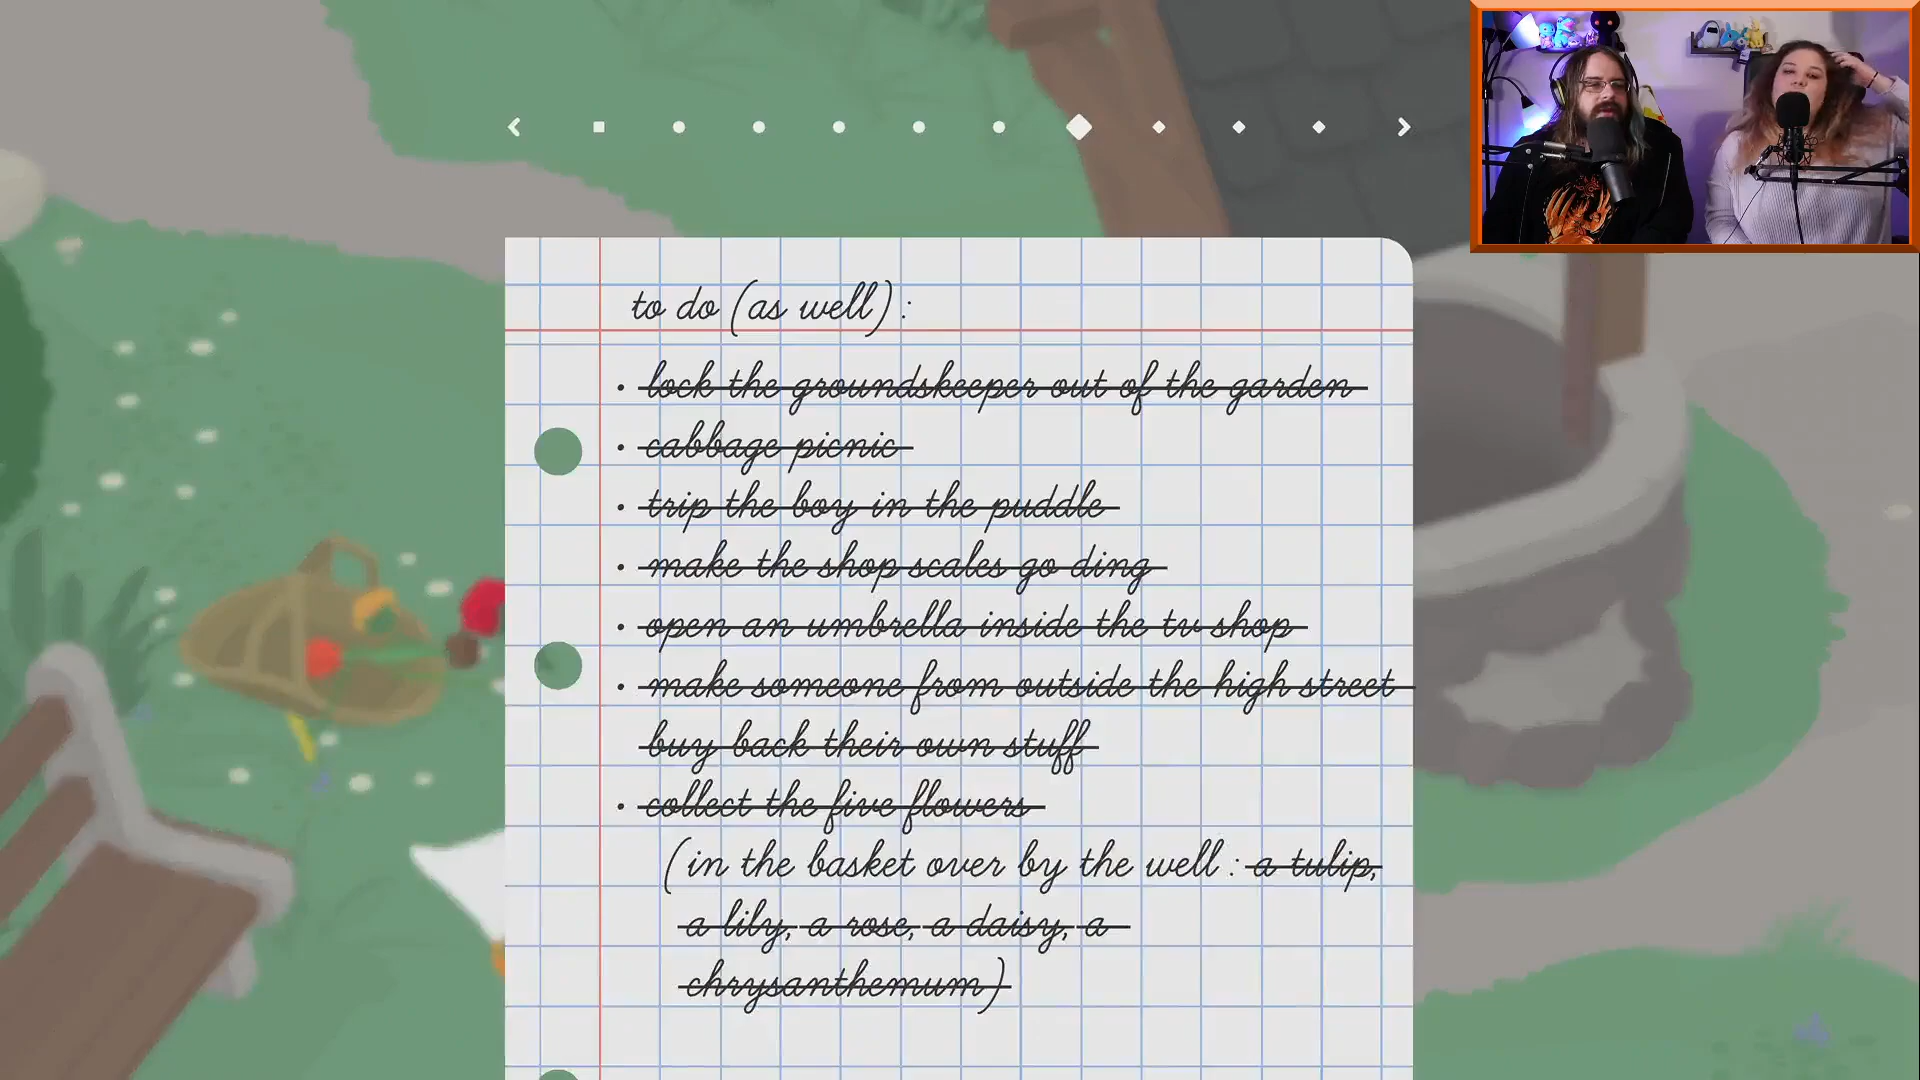 to do (as well) :
• lock the groundskeeper out of the garden
• cabbage picnic
• trip the boy in the puddle
• make the shop scales go ding
• open an umbrella inside the tv shop
• make someone from outside the high street
buy back their own stuff
• collect the five flowers
(in the basket over by the well : a tulip,
a lily, a rose, a daisy, a
chrysanthemum)